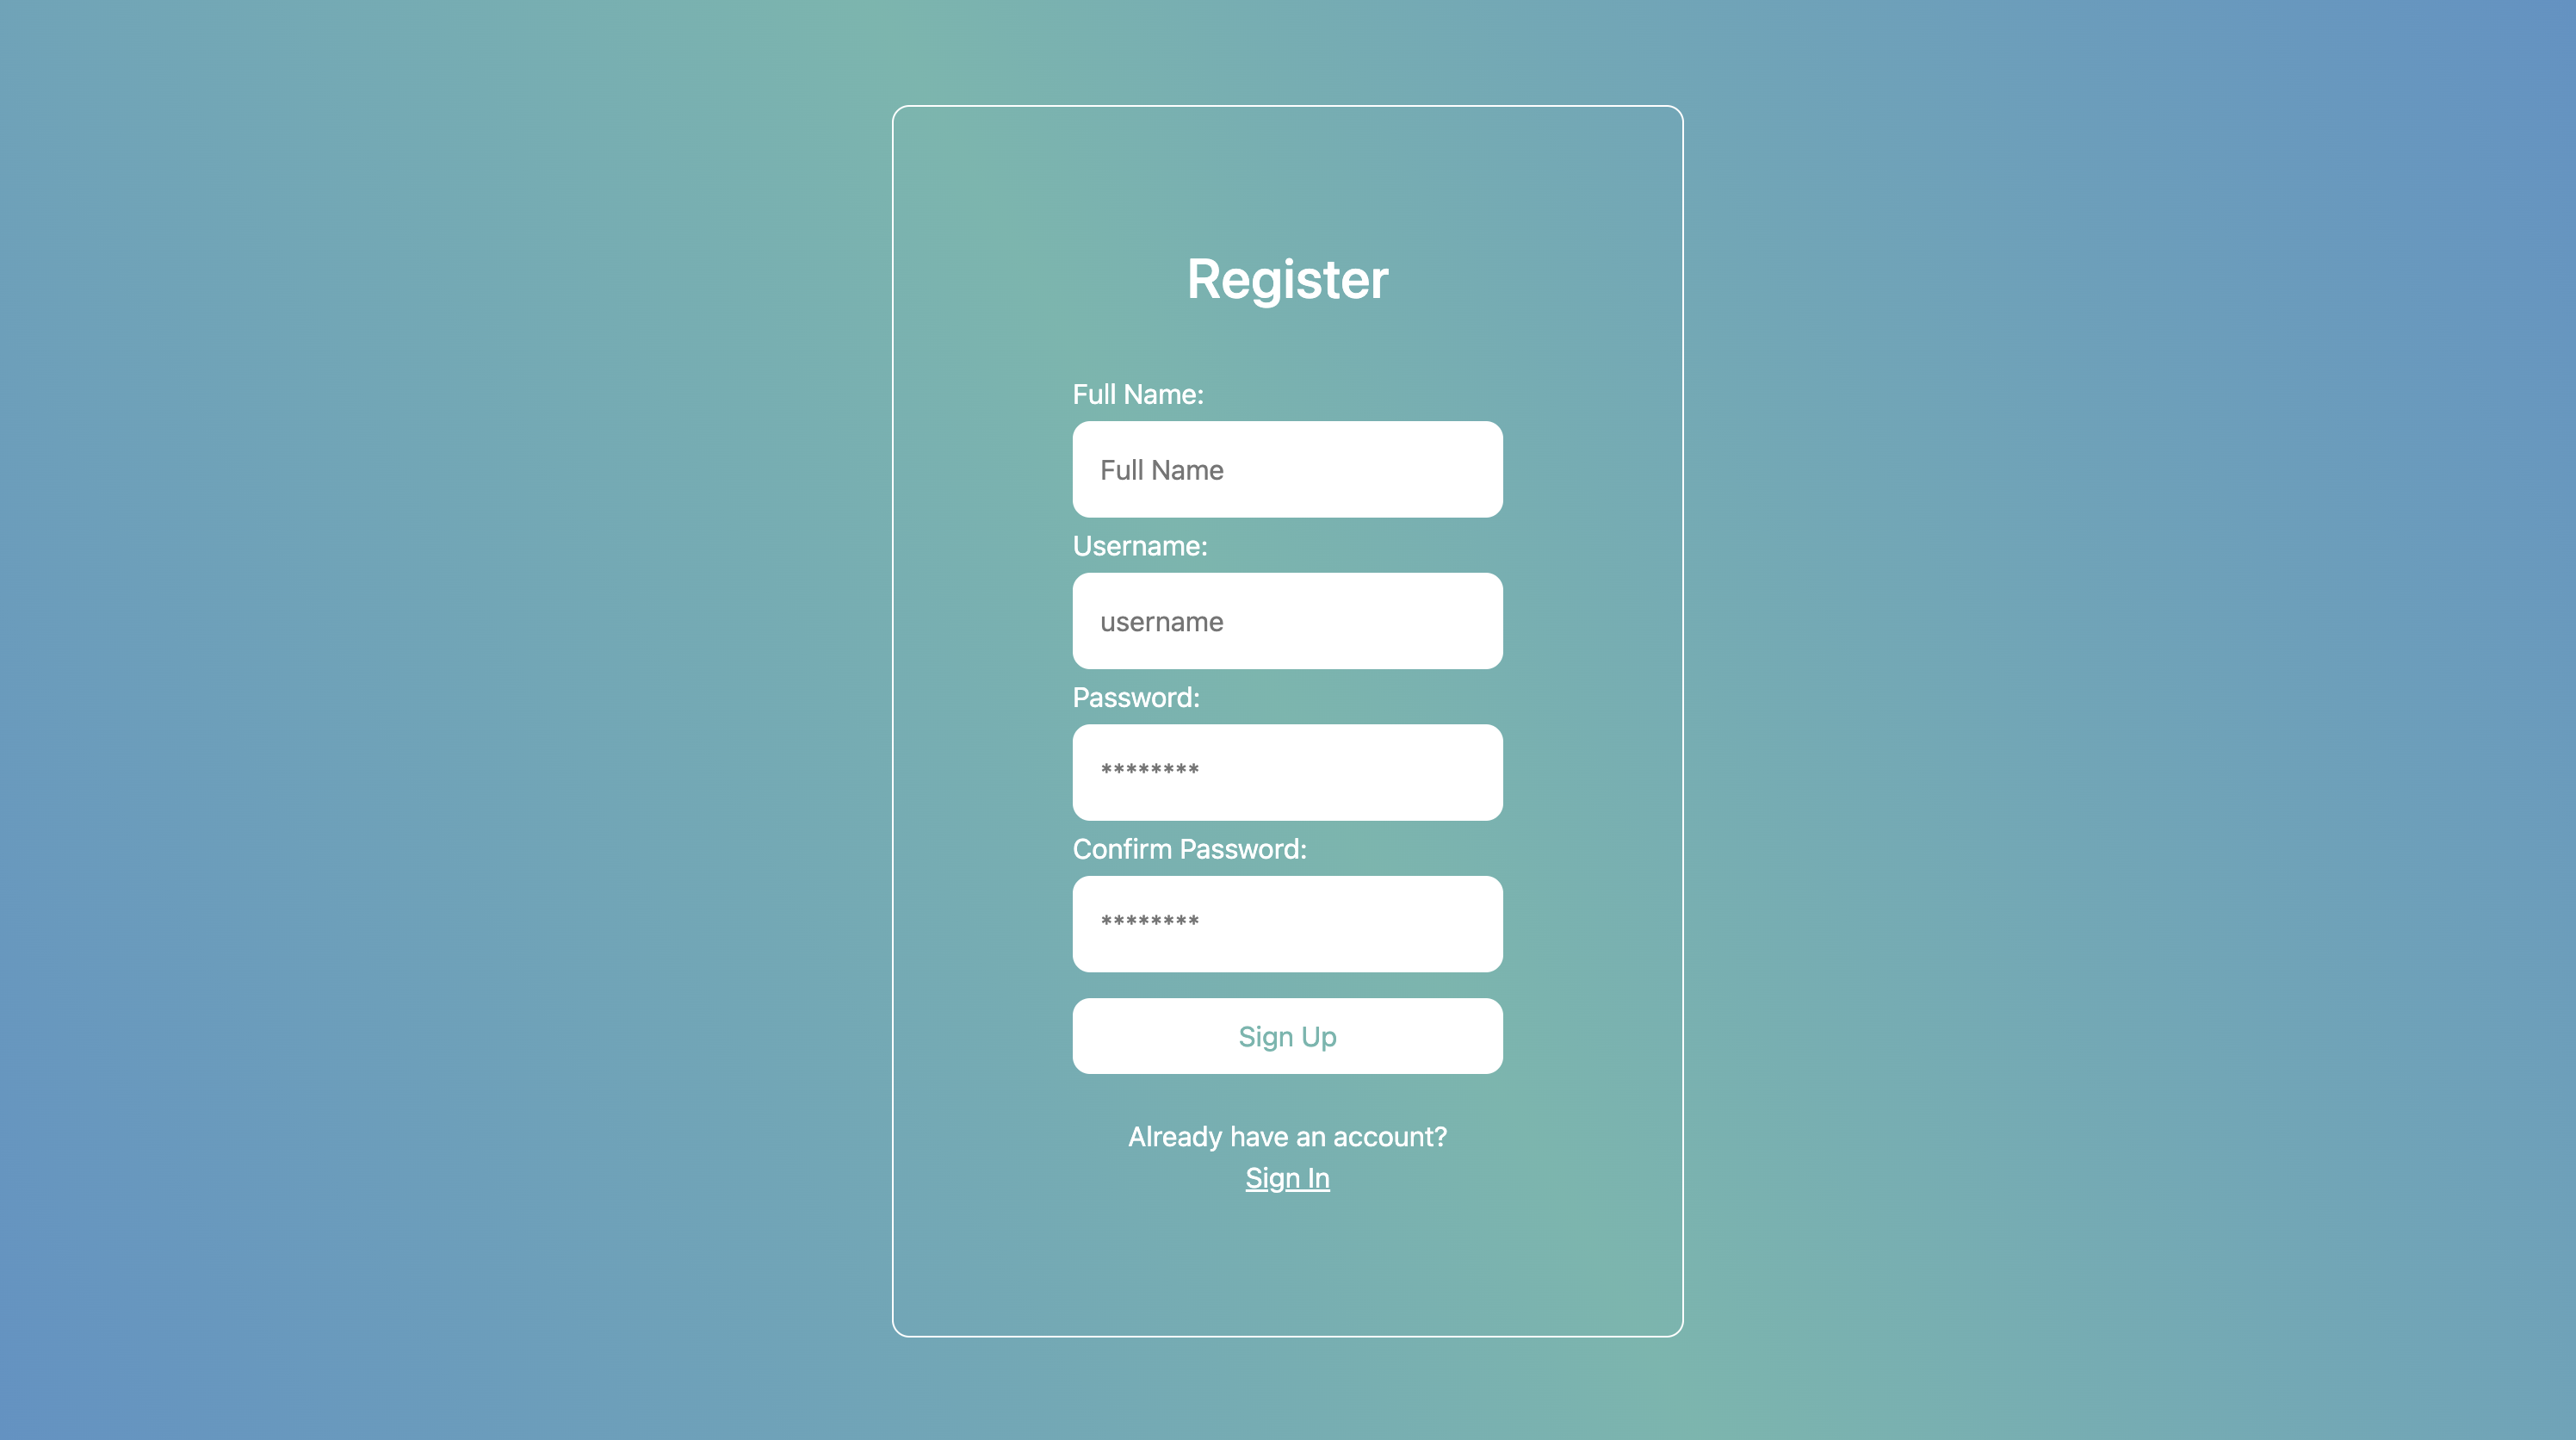 Register
Full Name:
Full Name
Username:
username
Password:
********
Confirm Password:
********
Sign Up
Already have an account?
Sign In